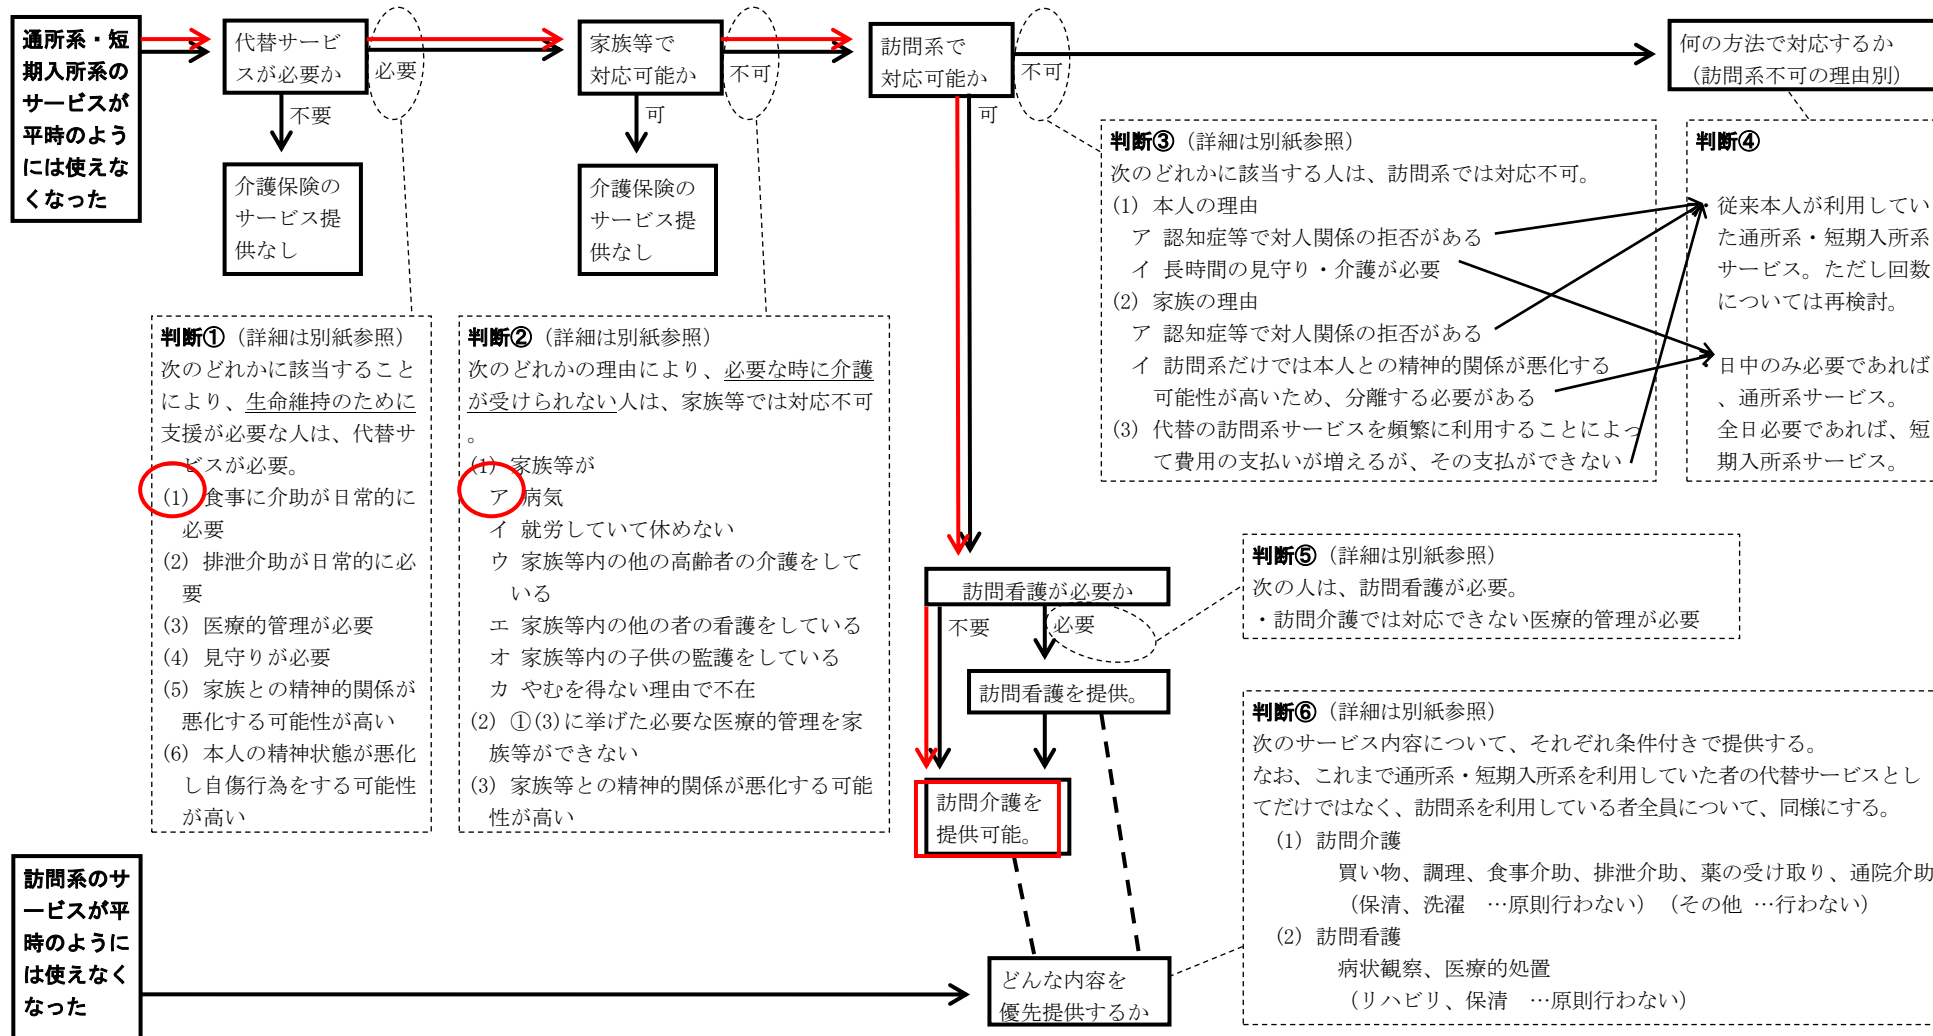 通所系・短
期入所系の
サービスが
平時のよう
には使えな
くなった
代替サービ
スが必要か
必要
不要
介護保険の
サービス提
供なし
家族等で
対応可能か
不可
可
介護保険の
サービス提
供なし
訪問系で
対応可能か
不可
可
何の方法で対応するか
（訪問系不可の理由別）
判断①（詳細は別紙参照）
次のどれかに該当すること
により、生命維持のために
支援が必要な人は、代替サ
ービスが必要。
(1) 食事に介助が日常的に
必要
(2) 排泄介助が日常的に必
要
(3) 医療的管理が必要
(4) 見守りが必要
(5) 家族との精神的関係が
悪化する可能性が高い
(6) 本人の精神状態が悪化
し自傷行為をする可能性
が高い
判断②（詳細は別紙参照）
次のどれかの理由により、必要な時に介護
が受けられない人は、家族等では対応不可
。
(1) 家族等が
ア 病気
イ 就労していて休めない
ウ 家族等内の他の高齢者の介護をして
いる
エ 家族等内の他の者の看護をしている
オ 家族等内の子供の監護をしている
カ やむを得ない理由で不在
(2) ①(3)に挙げた必要な医療的管理を家
族等ができない
(3) 家族等との精神的関係が悪化する可能
性が高い
判断③（詳細は別紙参照）
次のどれかに該当する人は、訪問系では対応不可。
(1) 本人の理由
ア 認知症等で対人関係の拒否がある
イ 長時間の見守り・介護が必要
(2) 家族の理由
ア 認知症等で対人関係の拒否がある
イ 訪問系だけでは本人との精神的関係が悪化する
可能性が高いため、分離する必要がある
(3) 代替の訪問系サービスを頻繁に利用することによっ
て費用の支払いが増えるが、その支払ができない
判断④
・従来本人が利用してい
た通所系・短期入所系
サービス。ただし回数
については再検討。
・日中のみ必要であれば
、通所系サービス。
全日必要であれば、短
期入所系サービス。
訪問看護が必要か
不要
必要
訪問看護を提供。
訪問介護を
提供可能。
判断⑤（詳細は別紙参照）
次の人は、訪問看護が必要。
・訪問介護では対応できない医療的管理が必要
判断⑥（詳細は別紙参照）
次のサービス内容について、それぞれ条件付きで提供する。
なお、これまで通所系・短期入所系を利用していた者の代替サービスとし
てだけではなく、訪問系を利用している者全員について、同様にする。
(1) 訪問介護
買い物、調理、食事介助、排泄介助、薬の受け取り、通院介助
（保清、洗濯 …原則行わない）（その他 …行わない）
(2) 訪問看護
病状観察、医療的処置
（リハビリ、保清 …原則行わない）
訪問系のサ
ービスが平
時のように
は使えなく
なった
どんな内容を
優先提供するか